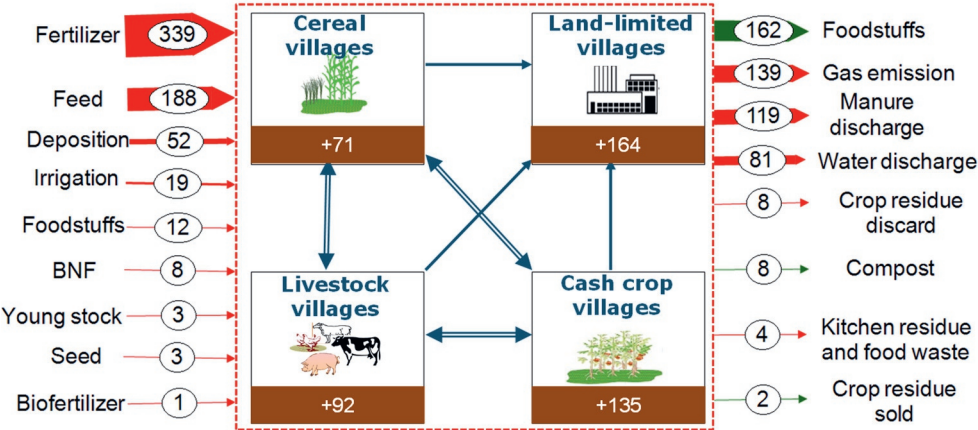 Fertilizer
339
Feed
188
Deposition
52
Irrigation
19
Foodstuffs
12
BNF
8
Young stock
3
Seed
3
Biofertilizer
1
Cereal
villages
+71
Land-limited
villages
+164
Livestock
villages
+92
Cash crop
villages
+135
162
Foodstuffs
139
Gas emission
119
Manure
discharge
81
Water discharge
8
Crop residue
discard
8
Compost
4
Kitchen residue
and food waste
2
Crop residue
sold